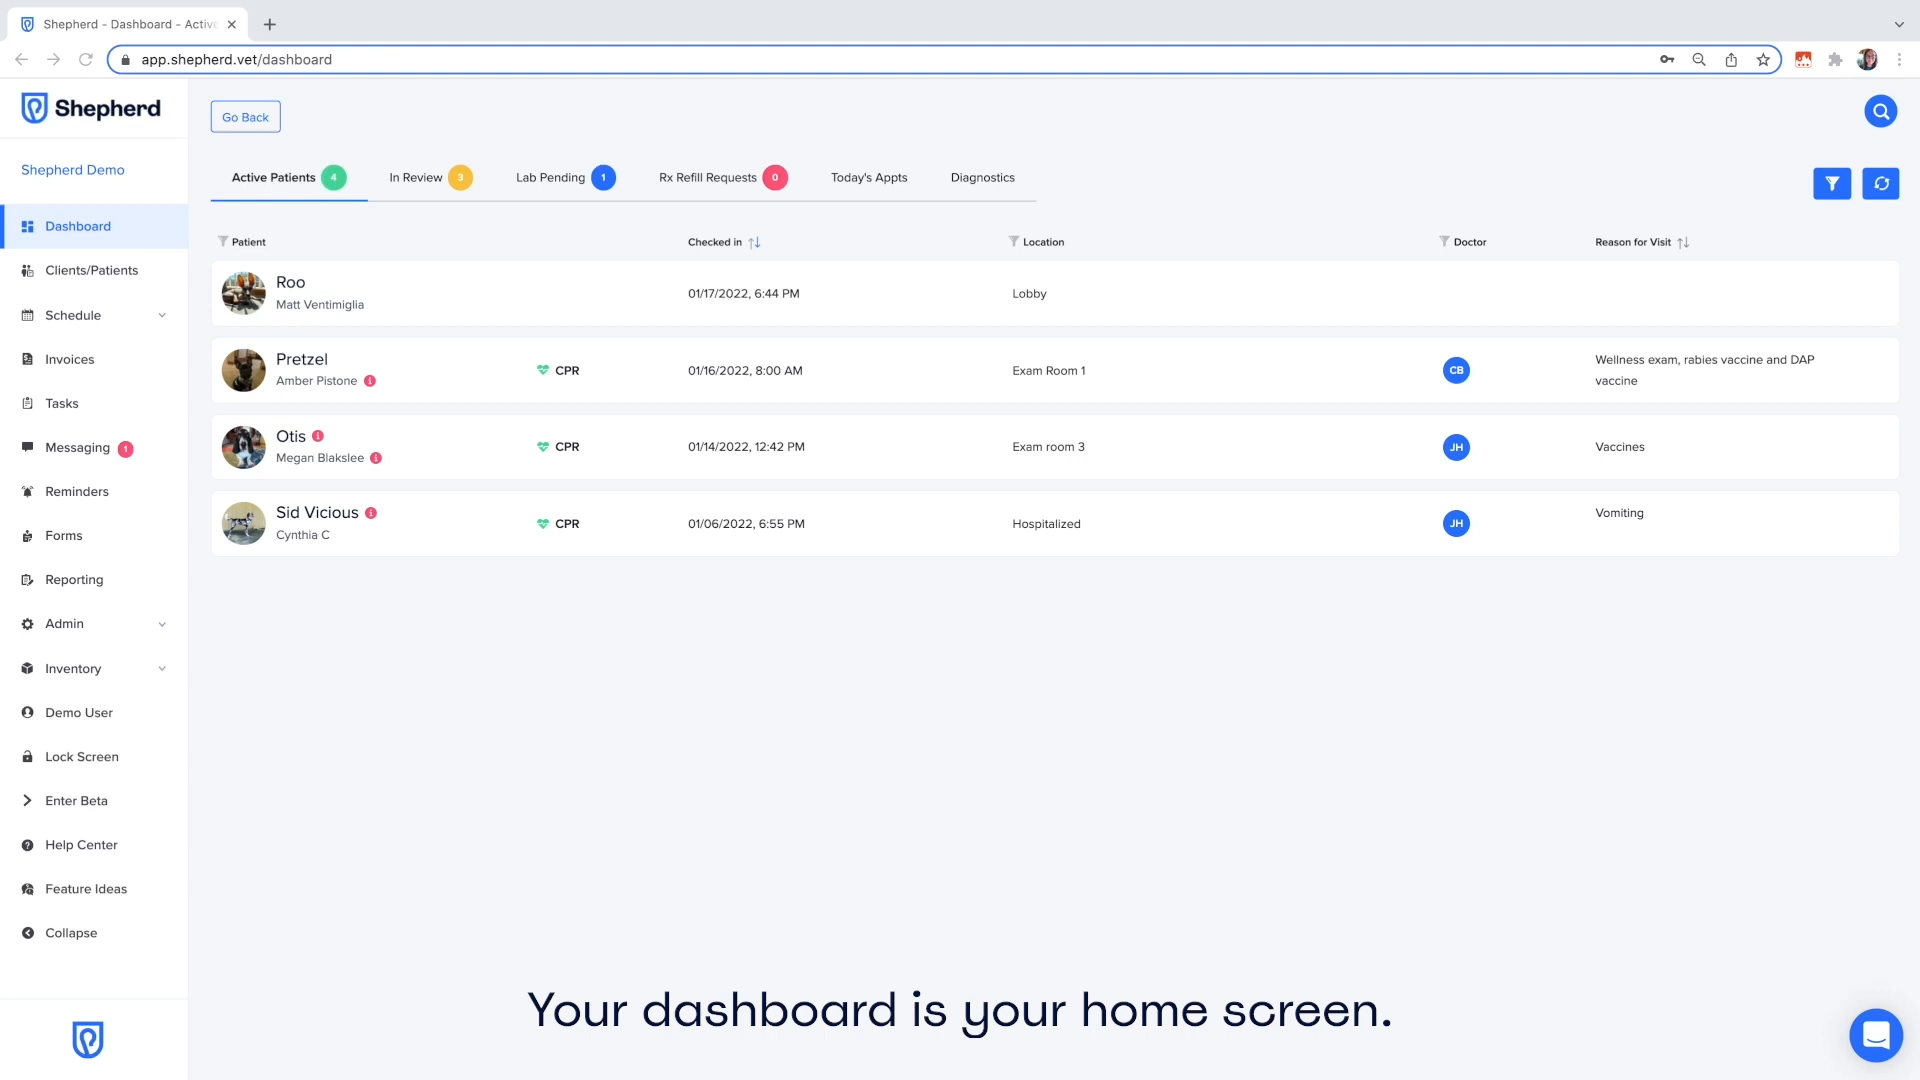 Shepherd - Dashboard - Active
app.shepherd.vet/dashboard
Shepherd
Go Back
Shepherd Demo
Active Patients 4
In Review 3
Lab Pending 1
Rx Refill Requests 0
Today's Appts
Diagnostics
Dashboard
Clients/Patients
Schedule
Invoices
Tasks
Messaging 1
Reminders
Forms
Reporting
Admin
Inventory
Demo User
Lock Screen
Enter Beta
Help Center
Feature Ideas
Collapse
Patient Checked in Location Doctor Reason for Visit
Roo
Matt Ventimiglia
01/17/2022, 6:44 PM
Lobby
Pretzel
Amber Pistone
CPR
01/16/2022, 8:00 AM
Exam Room 1
CB
Wellness exam, rabies vaccine and DAP
vaccine
Otis
Megan Blakslee
CPR
01/14/2022, 12:42 PM
Exam room 3
JH
Vaccines
Sid Vicious
Cynthia C
CPR
01/06/2022, 6:55 PM
Hospitalized
JH
Vomiting
Your dashboard is your home screen.